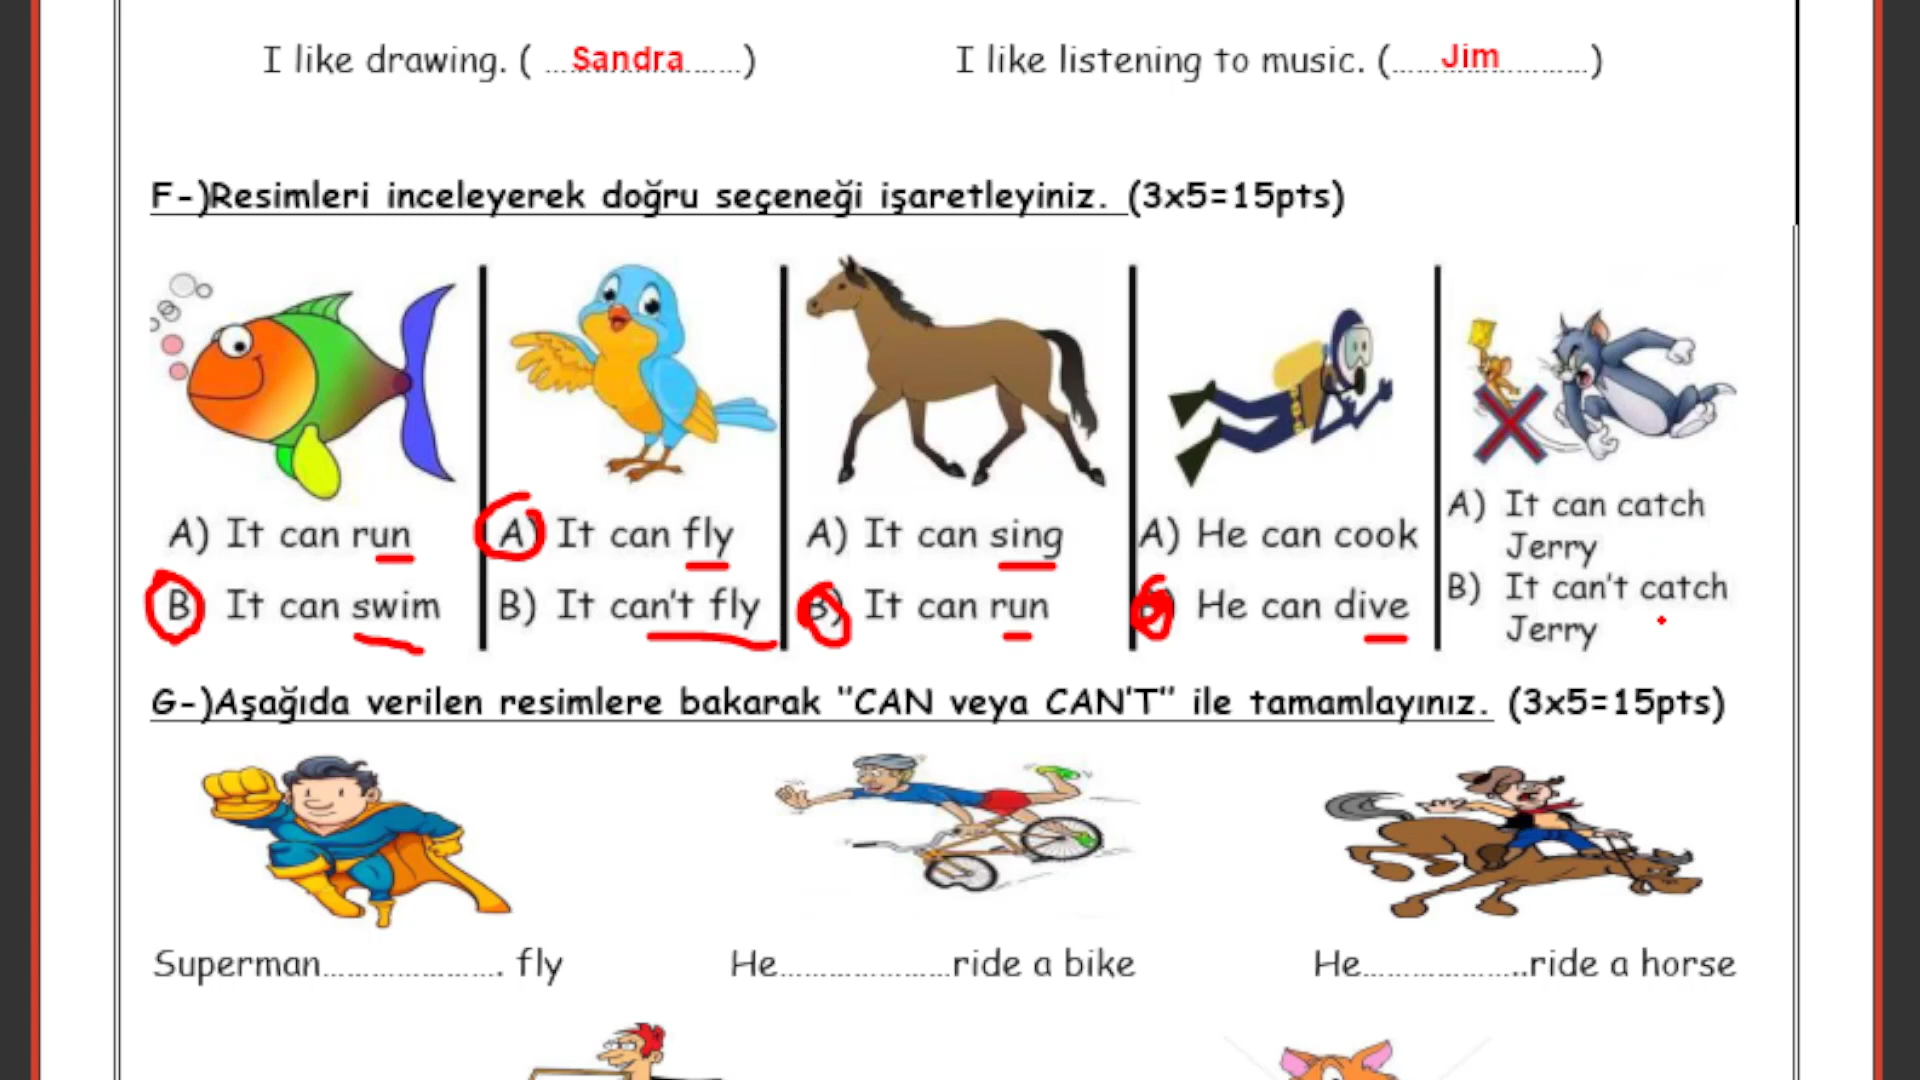 I like drawing. ( ...Sandra......) I like listening to music. (......Jim...........)
F-)Resimleri inceleyerek doğru seçeneği işaretleyiniz. (3x5=15pts)
A) It can run A) It can fly A) It can sing A) He can cook A) It can catch Jerry
B) It can swim B) It can't fly B) It can run B) He can dive B) It can't catch Jerry
G-)Aşağıda verilen resimlere bakarak "CAN veya CAN'T" ile tamamlayınız. (3x5=15pts)
Superman.................... fly He....................ride a bike He....................ride a horse